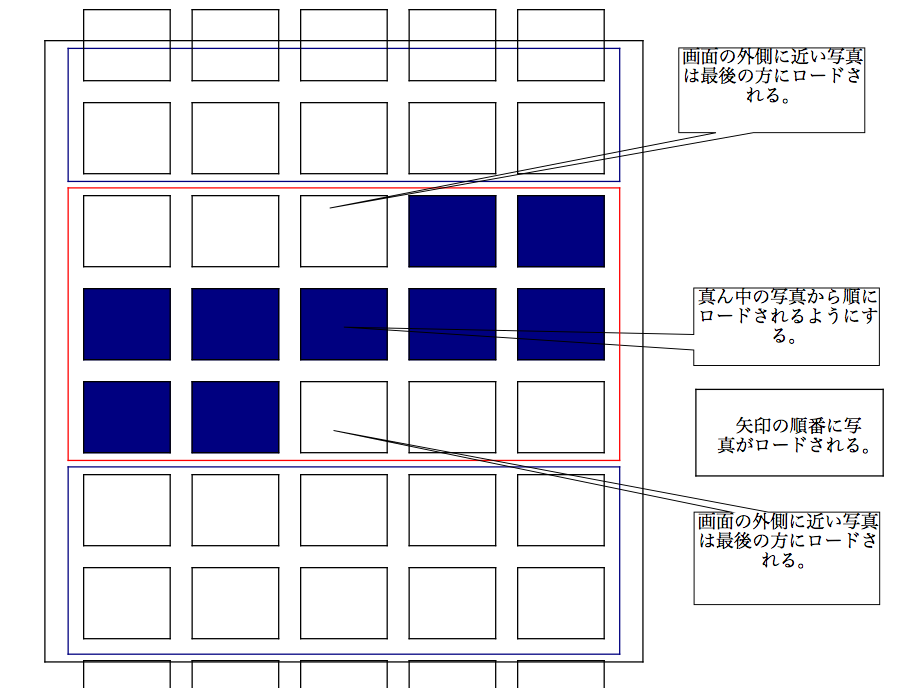 画面の外側に近い写真
は最後の方にロードさ
れる。
真ん中の写真から順に
ロードされるようにす
る。
矢印の順番に写
真がロードされる。
画面の外側に近い写真
は最後の方にロードさ
れる。